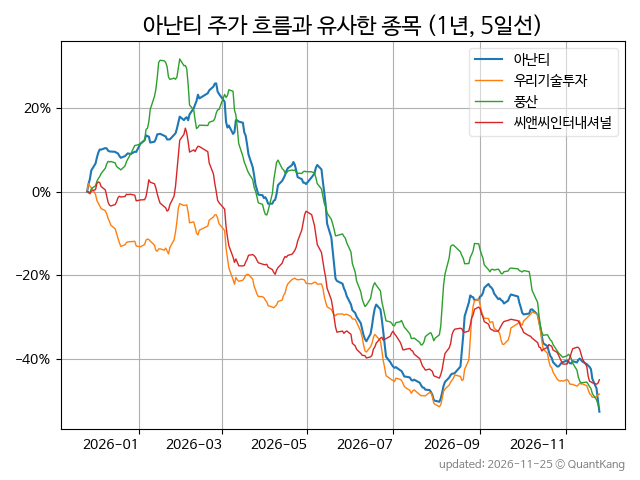 아난티 주가 흐름과 유사한 종목 (1년, 5일선)
아난티
우리기술투자
풍산
씨앤씨인터내셔널
20%
0%
−20%
−40%
2026-01 2026-03 2026-05 2026-07 2026-09 2026-11
updated: 2026-11-25 © QuantKang